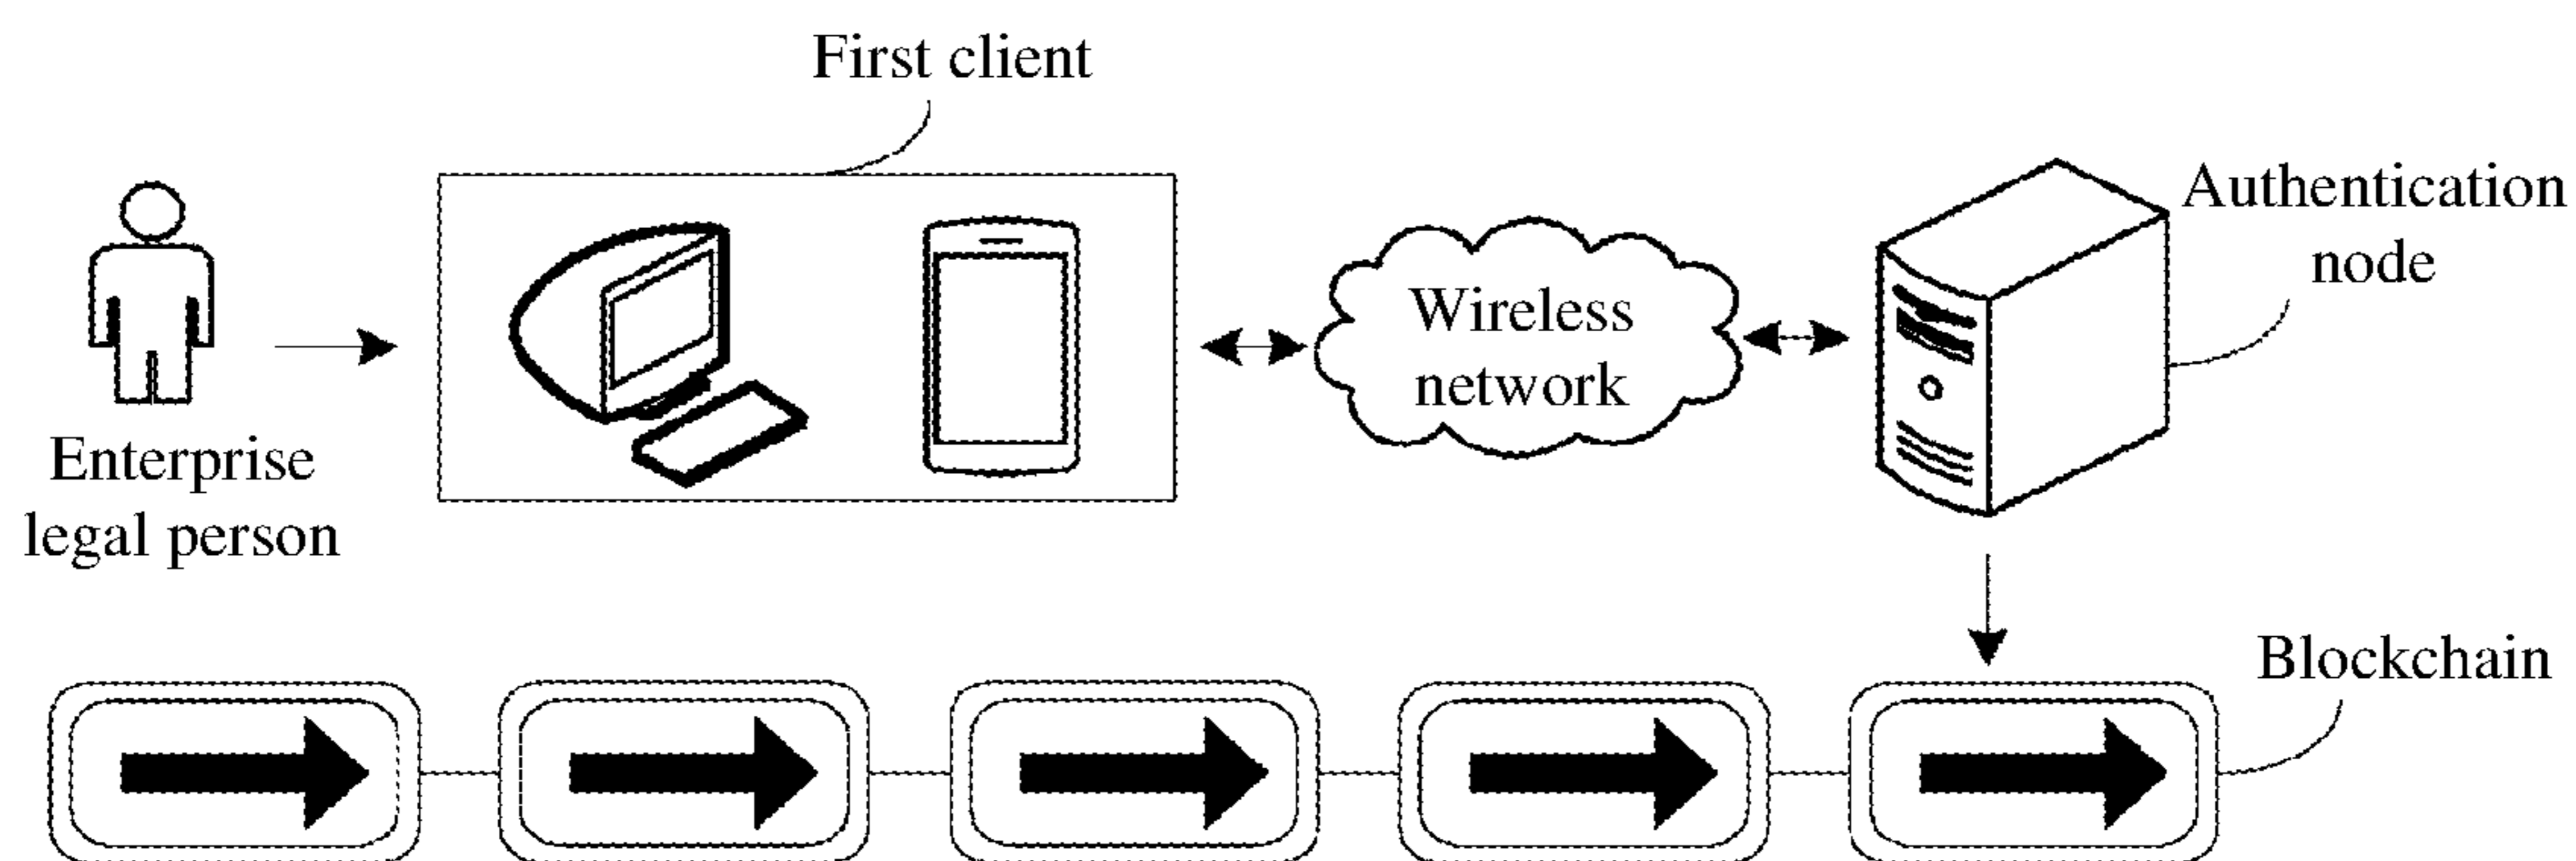 First client
Authentication
node
Wireless
network
Enterprise
legal person
Blockchain